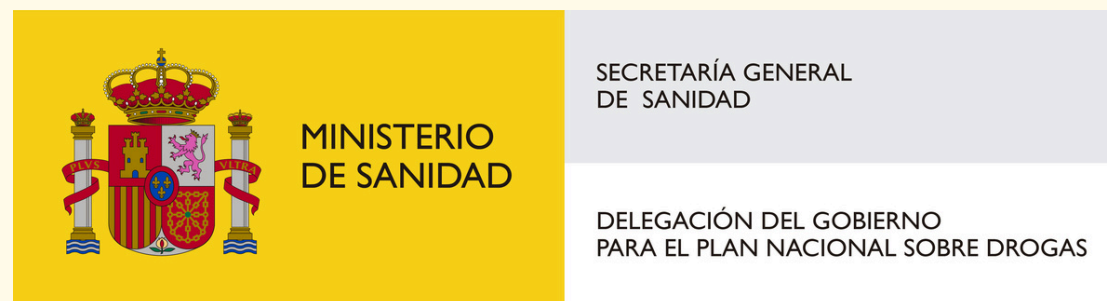 PLVS VLTRA
MINISTERIO
DE SANIDAD
SECRETARÍA GENERAL
DE SANIDAD
DELEGACIÓN DEL GOBIERNO
PARA EL PLAN NACIONAL SOBRE DROGAS